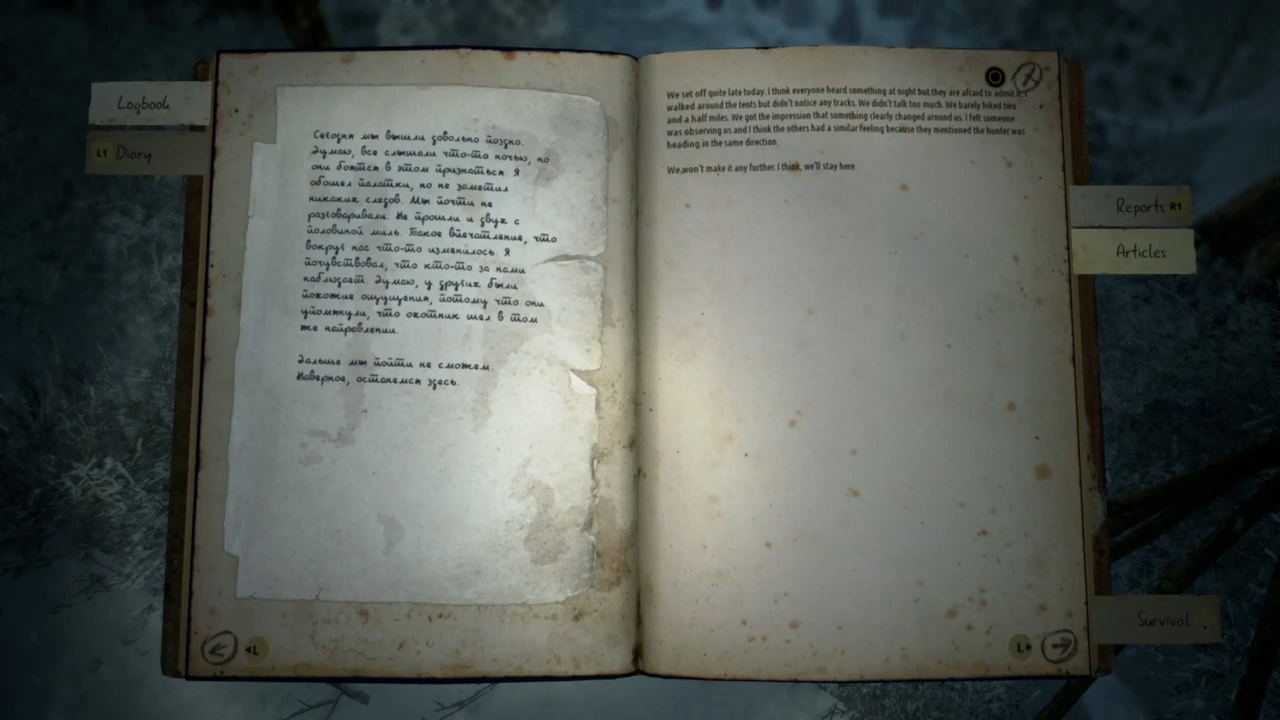 Logbook
L1 Diary
Сегодня мы вышли довольно поздно.
Думаю, все слышали что-то ночью, но
они боятся в этом признаться. Я
обошел палатки, но не заметил
никаких следов. Мы почти не
разговаривали. Не прошли и двух с
половиной миль. Такое впечатление, что
вокруг нас что-то изменилось. Я
почувствовал, что кто-то за нами
наблюдает. Думаю, у других были
похожие ощущения, потому что они
упомянули, что охотник шел в том
же направлении.
Дальше мы пойти не сможем.
Наверное, останемся здесь.
L
We set off quite late today. I think everyone heard something at night but they are afraid to admit it. I
walked around the tents but didn't notice any tracks. We didn't talk too much. We barely hiked two
and a half miles. We got the impression that something clearly changed around us. I felt someone
was observing us and I think the others had a similar feeling because they mentioned the hunter was
heading in the same direction.
We won't make it any further. I think, we'll stay here.
L
Reports R1
Articles
Survival